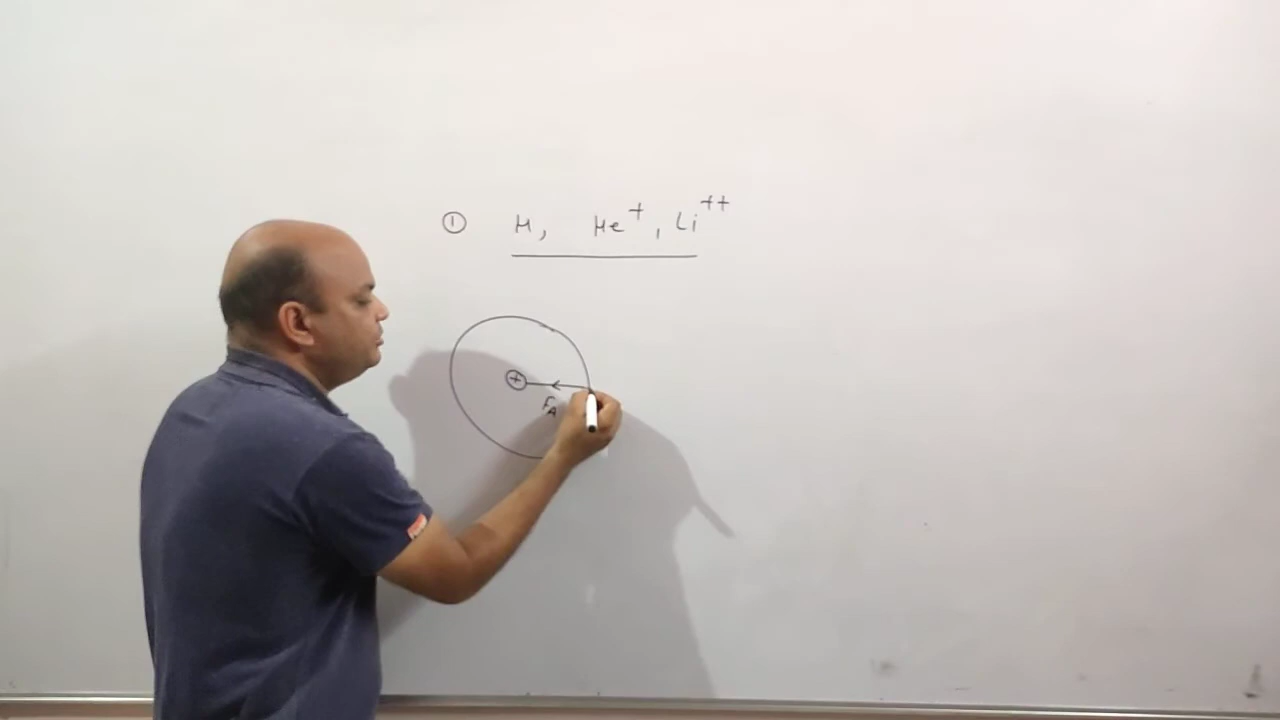 ① H, He⁺, Li⁺⁺
+
F_A